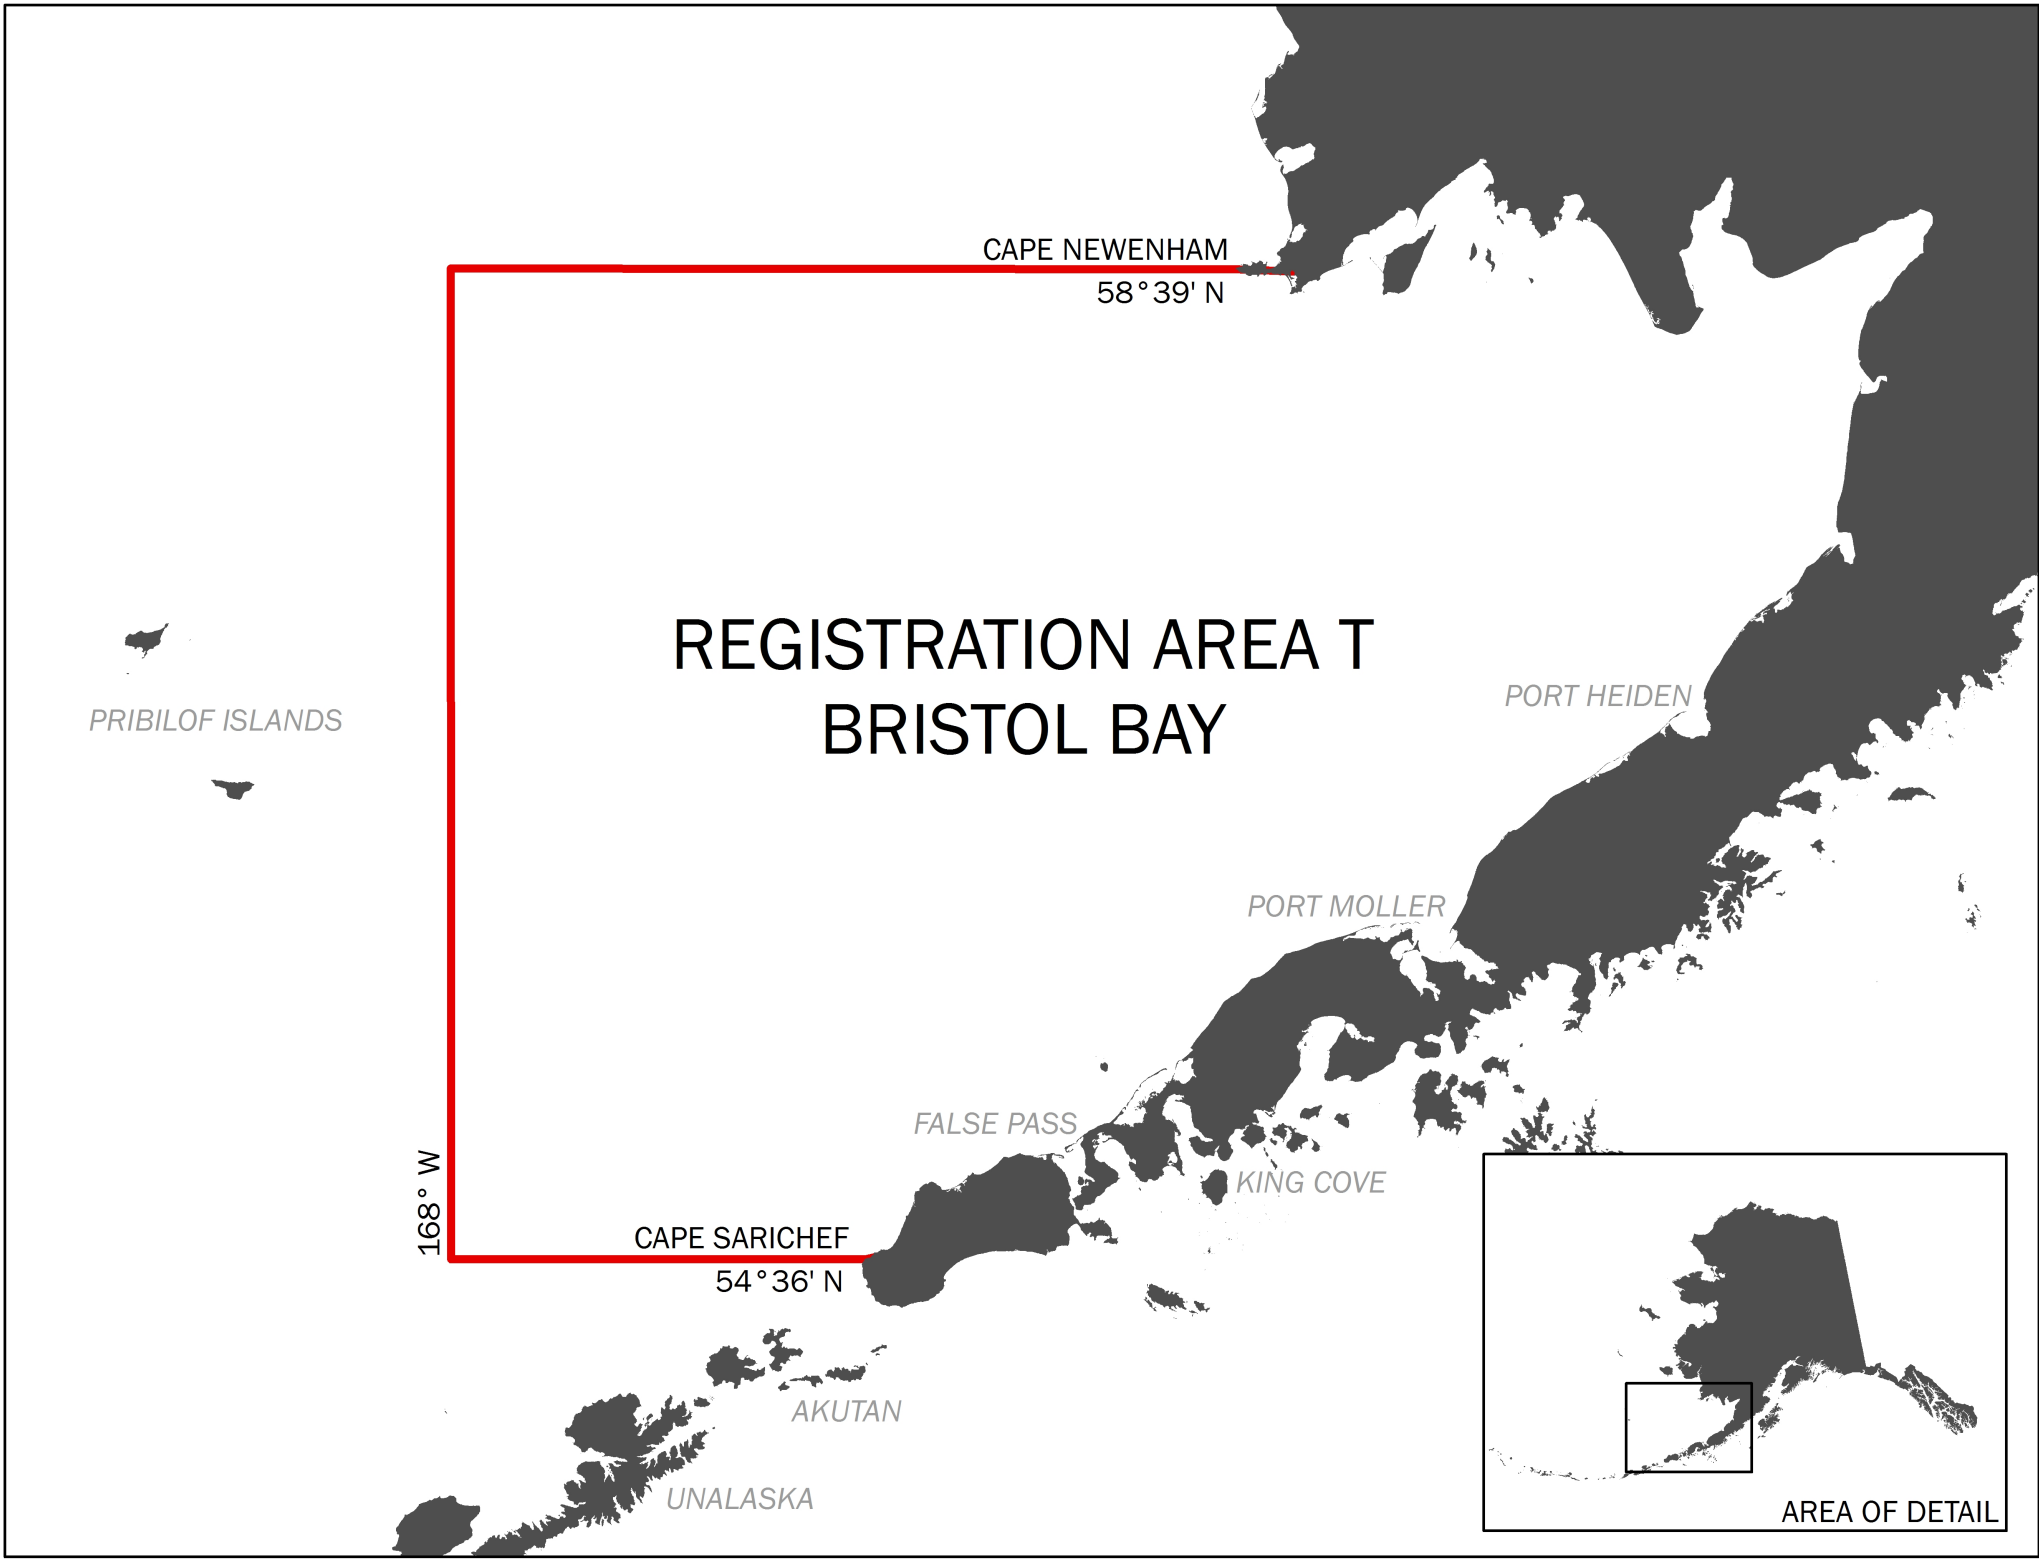 CAPE NEWENHAM
58°39' N
REGISTRATION AREA T
BRISTOL BAY
PORT HEIDEN
PRIBILOF ISLANDS
PORT MOLLER
FALSE PASS
KING COVE
168° W
CAPE SARICHEF
54°36' N
AKUTAN
UNALASKA
AREA OF DETAIL